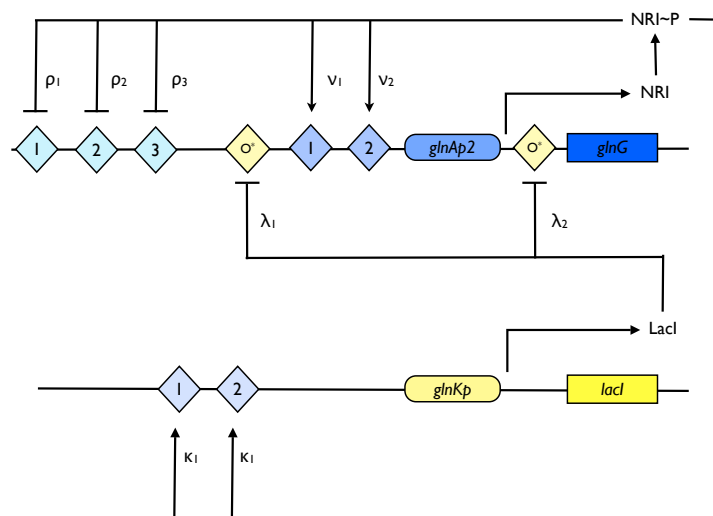 NRI~P
ρ1 ρ2 ρ3 ν1 ν2
NRI
1 2 3 O* 1 2 glnAp2 O* glnG
λ1 λ2
LacI
1 2 glnKp lacI
κ1 κ1